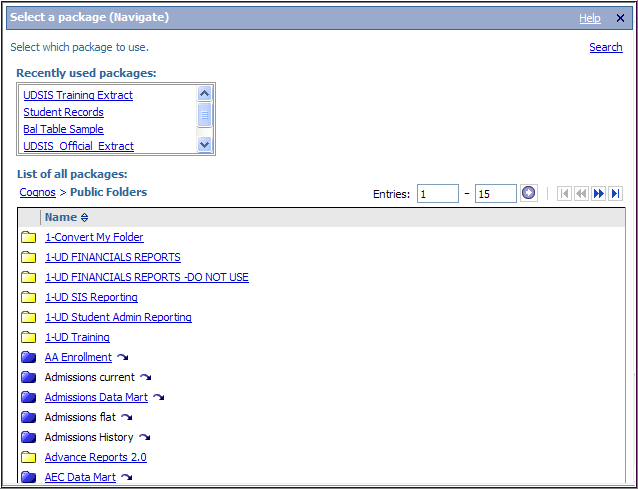 Select a package (Navigate) Help
Select which package to use. Search
Recently used packages:
UDSIS Training Extract
Student Records
Bal Table Sample
UDSIS_Official_Extract
List of all packages:
Cognos > Public Folders Entries: 1 - 15
Name
1-Convert My Folder
1-UD FINANCIALS REPORTS
1-UD FINANCIALS REPORTS -DO NOT USE
1-UD SIS Reporting
1-UD Student Admin Reporting
1-UD Training
AA Enrollment
Admissions current
Admissions Data Mart
Admissions flat
Admissions History
Advance Reports 2.0
AEC Data Mart